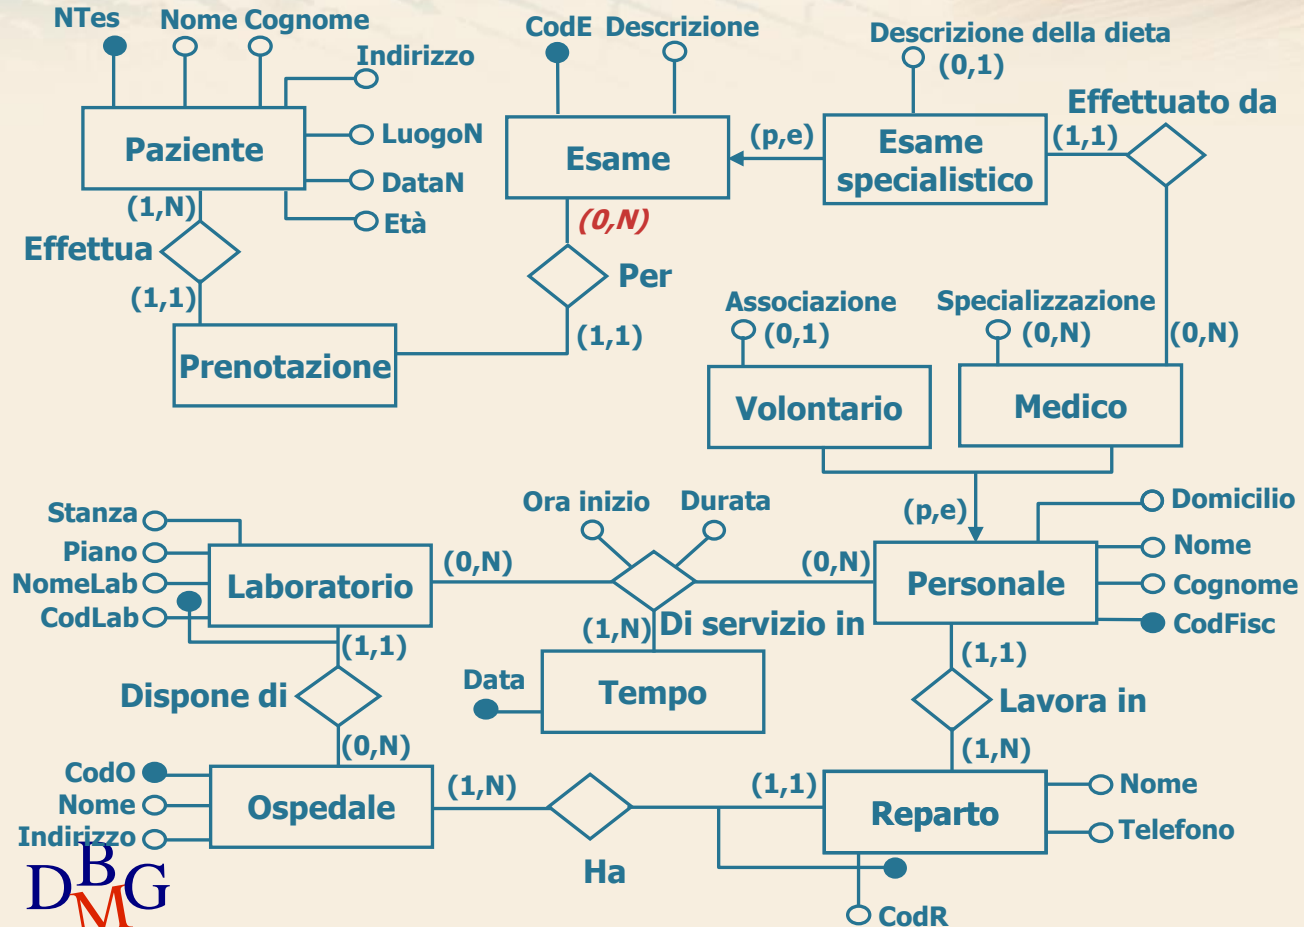 NTes
Nome Cognome
Indirizzo
Paziente
LuogoN
DataN
Età
(1,N)
Effettua
(1,1)
Prenotazione
CodE Descrizione
Esame
(0,N)
Per
(1,1)
(p,e)
Descrizione della dieta
(0,1)
Esame
specialistico
Effettuato da
(1,1)
(0,N)
Associazione
(0,1)
Volontario
Specializzazione
(0,N)
Medico
(p,e)
Stanza
Piano
NomeLab
CodLab
Laboratorio
(0,N)
Ora inizio
Durata
(0,N)
Di servizio in
(1,N)
Data
Tempo
Personale
Domicilio
Nome
Cognome
CodFisc
(1,1)
Dispone di
(0,N)
(1,1)
Lavora in
(1,N)
CodO
Nome
Indirizzo
Ospedale
(1,N)
Ha
(1,1)
Reparto
Nome
Telefono
CodR
DBMG